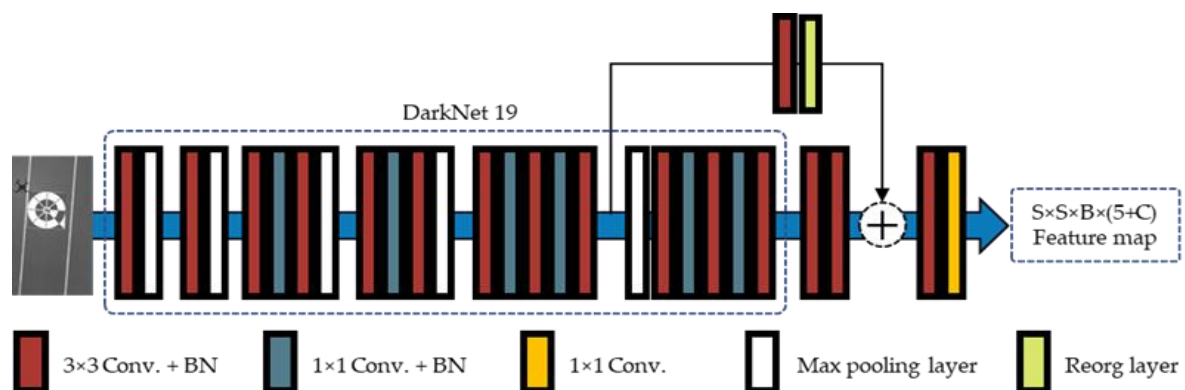 DarkNet 19
S×S×B×(5+C)
Feature map
3×3 Conv. + BN
1×1 Conv. + BN
1×1 Conv.
Max pooling layer
Reorg layer